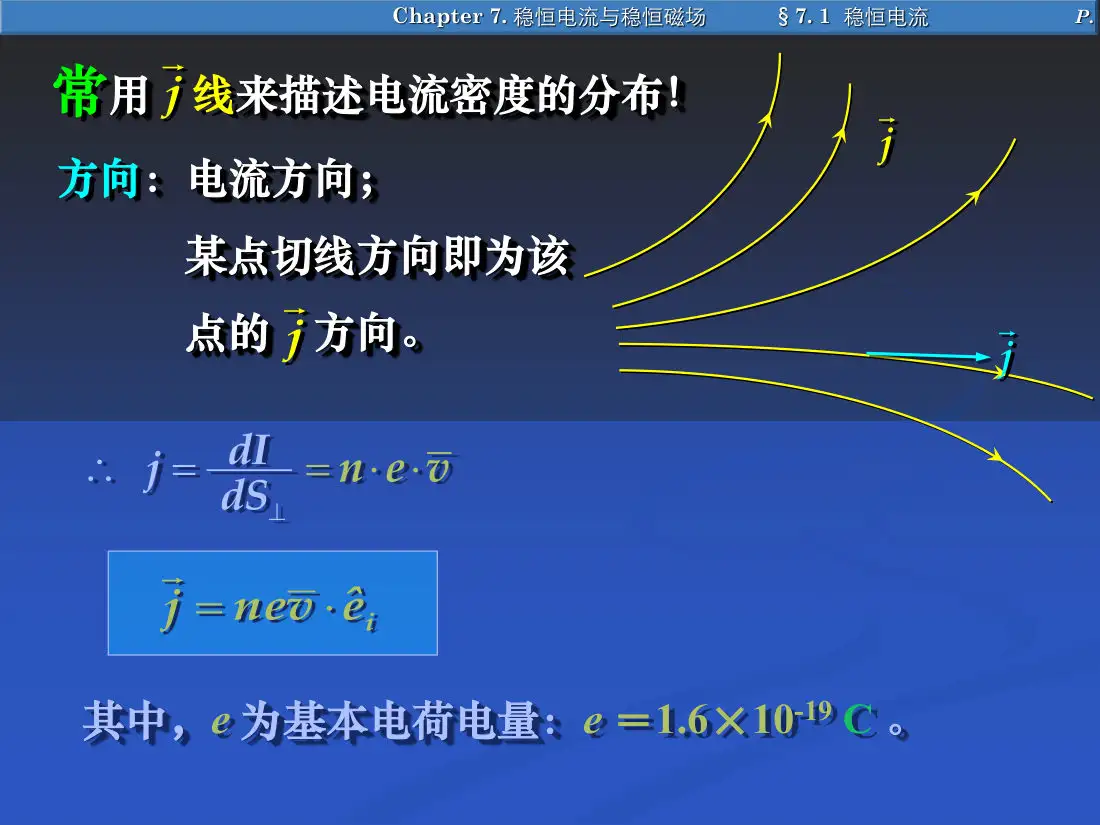 Chapter 7. 稳恒电流与稳恒磁场 § 7. 1 稳恒电流 P.
常用 j⃗ 线来描述电流密度的分布！
j⃗
方向：电流方向；
某点切线方向即为该
点的 j⃗ 方向。
j⃗
∴ j = dI/dS⊥ = n·e·v̅
j⃗ = nev̅ · ê_i
其中，e 为基本电荷电量：e ＝1.6×10⁻¹⁹ C 。